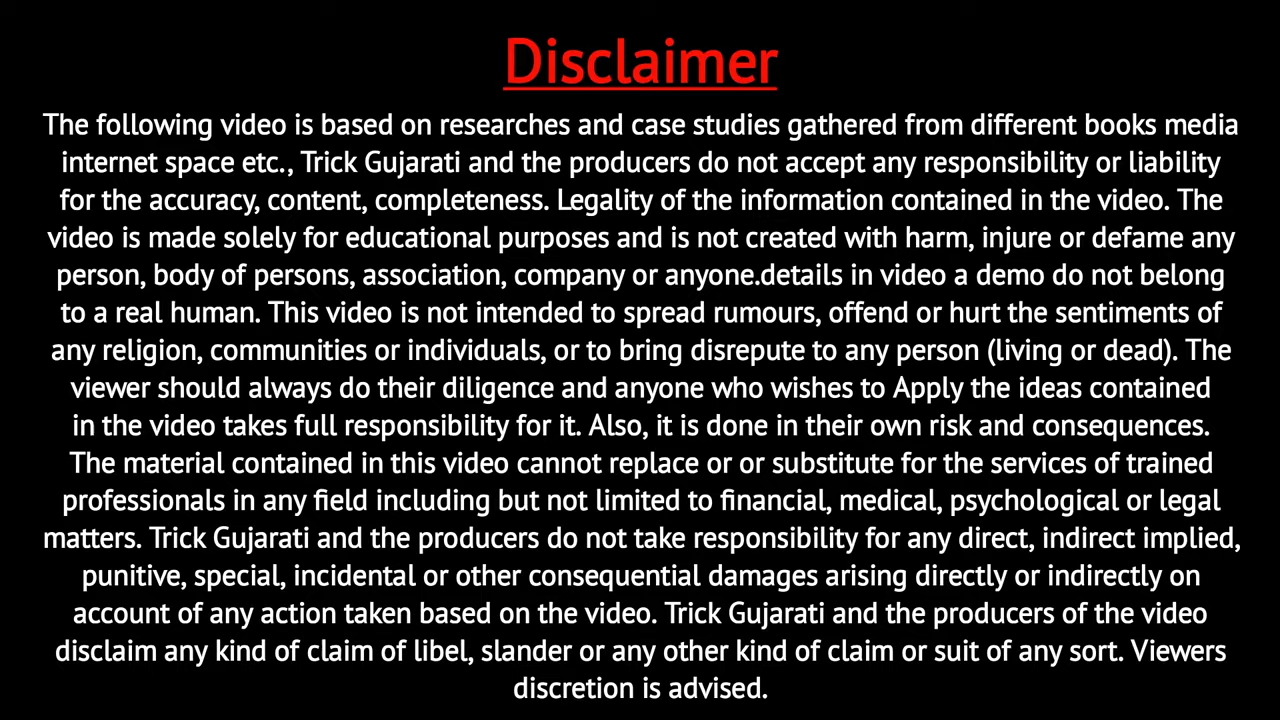 Disclaimer
The following video is based on researches and case studies gathered from different books media
internet space etc., Trick Gujarati and the producers do not accept any responsibility or liability
for the accuracy, content, completeness. Legality of the information contained in the video. The
video is made solely for educational purposes and is not created with harm, injure or defame any
person, body of persons, association, company or anyone.details in video a demo do not belong
to a real human. This video is not intended to spread rumours, offend or hurt the sentiments of
any religion, communities or individuals, or to bring disrepute to any person (living or dead). The
viewer should always do their diligence and anyone who wishes to Apply the ideas contained
in the video takes full responsibility for it. Also, it is done in their own risk and consequences.
The material contained in this video cannot replace or or substitute for the services of trained
professionals in any field including but not limited to financial, medical, psychological or legal
matters. Trick Gujarati and the producers do not take responsibility for any direct, indirect implied,
punitive, special, incidental or other consequential damages arising directly or indirectly on
account of any action taken based on the video. Trick Gujarati and the producers of the video
disclaim any kind of claim of libel, slander or any other kind of claim or suit of any sort. Viewers
discretion is advised.